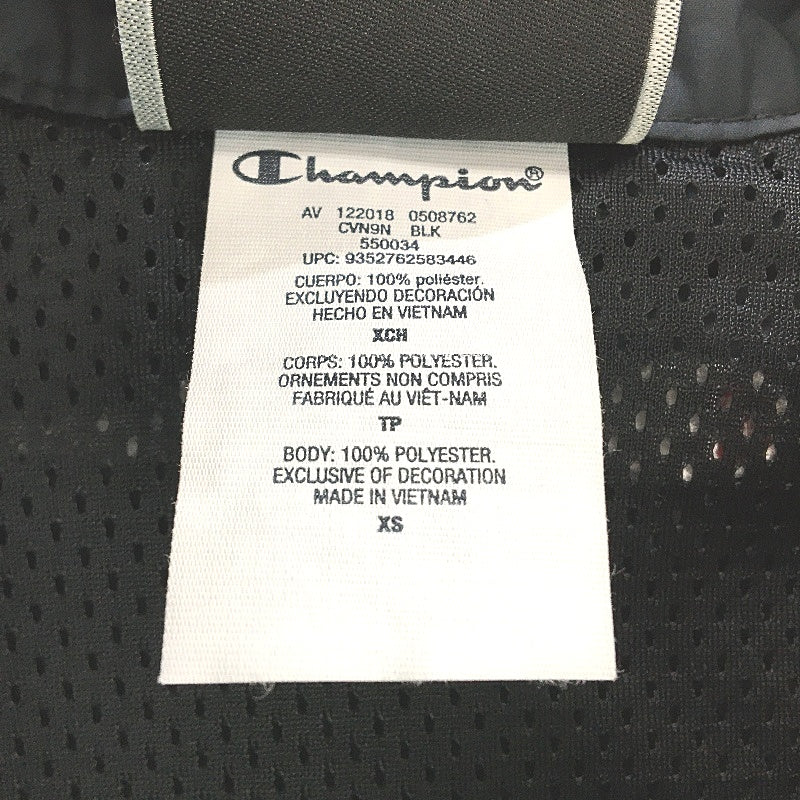 Champion®
AV 122018 0508762
CVN9N BLK
550034
UPC: 9352762583446
CUERPO: 100% poliéster.
EXCLUYENDO DECORACIÓN
HECHO EN VIETNAM
XCH
CORPS: 100% POLYESTER.
ORNEMENTS NON COMPRIS
FABRIQUÉ AU VIÊT-NAM
TP
BODY: 100% POLYESTER.
EXCLUSIVE OF DECORATION
MADE IN VIETNAM
XS